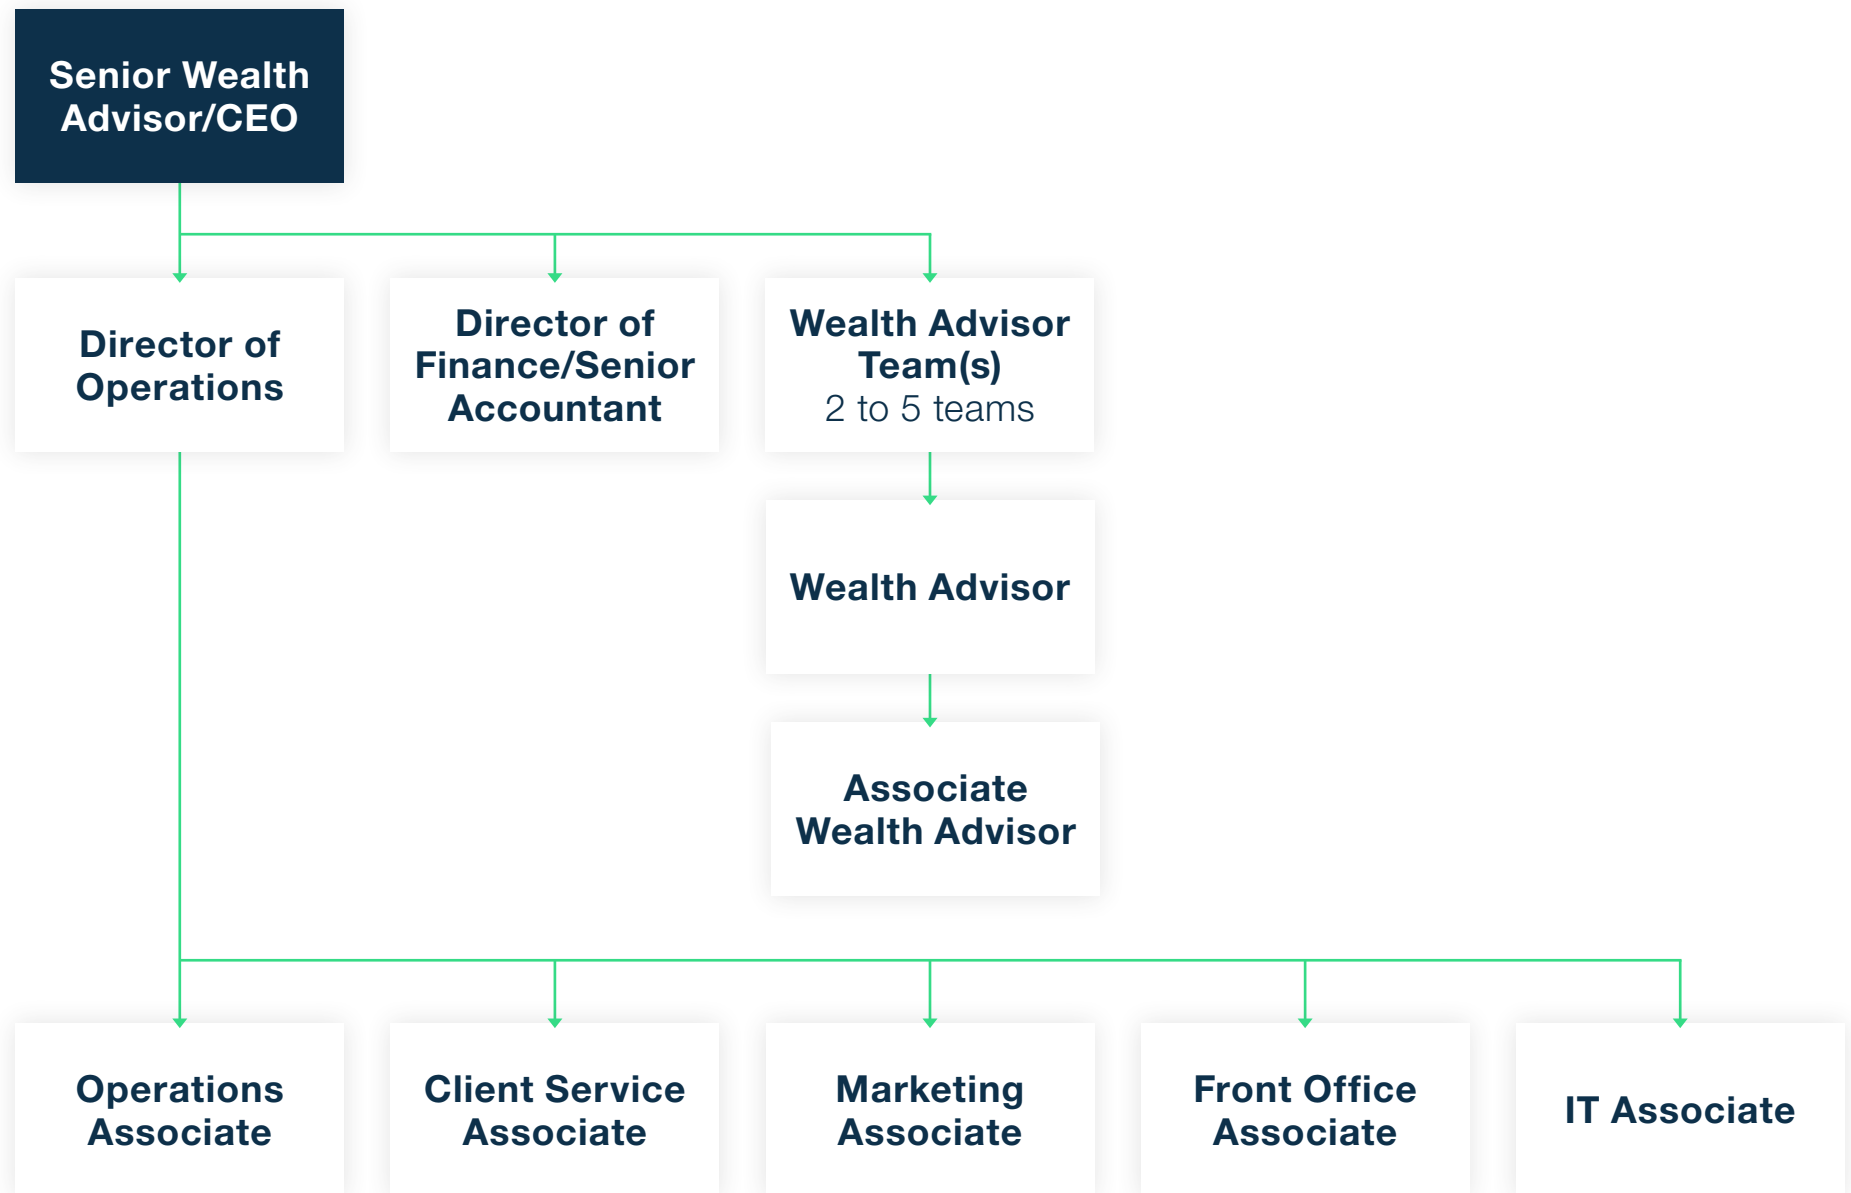 Senior Wealth
Advisor/CEO
Director of
Operations
Director of
Finance/Senior
Accountant
Wealth Advisor
Team(s)
2 to 5 teams
Wealth Advisor
Associate
Wealth Advisor
Operations
Associate
Client Service
Associate
Marketing
Associate
Front Office
Associate
IT Associate